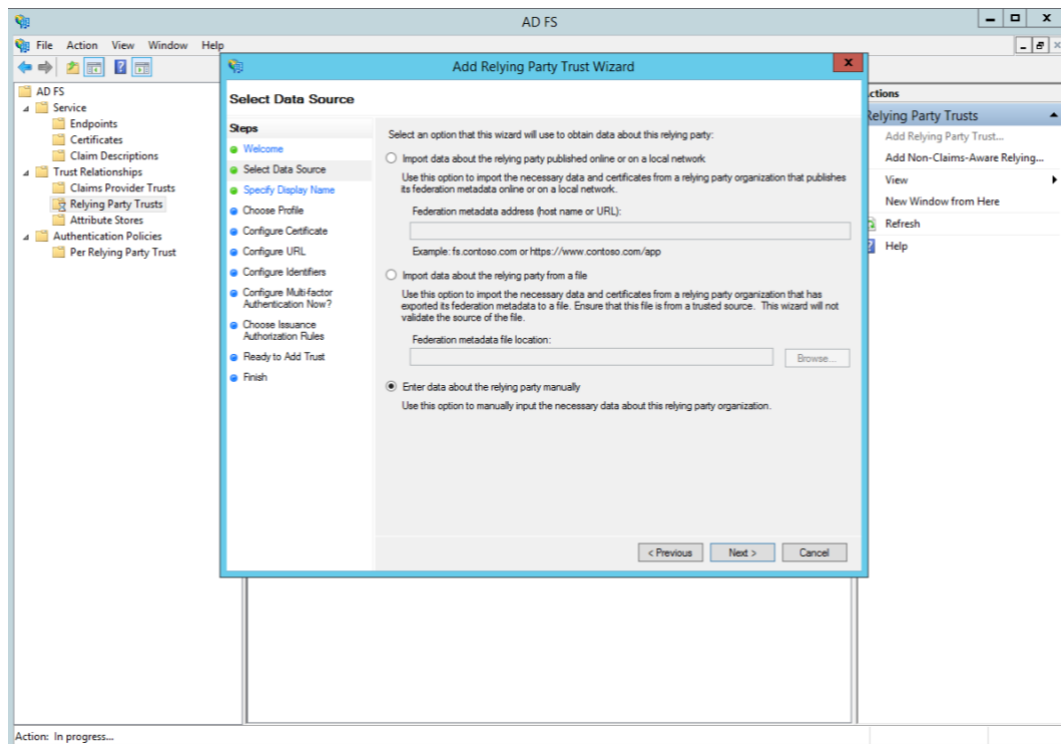 AD FS
File Action View Window Help
AD FS
Service
Endpoints
Certificates
Claim Descriptions
Trust Relationships
Claims Provider Trusts
Relying Party Trusts
Attribute Stores
Authentication Policies
Per Relying Party Trust
Add Relying Party Trust Wizard
x
Select Data Source
Steps
Welcome
Select Data Source
Specify Display Name
Choose Profile
Configure Certificate
Configure URL
Configure Identifiers
Configure Multi-factor
Authentication Now?
Choose Issuance
Authorization Rules
Ready to Add Trust
Finish
Select an option that this wizard will use to obtain data about this relying party:
Import data about the relying party published online or on a local network
Use this option to import the necessary data and certificates from a relying party organization that publishes
its federation metadata online or on a local network.
Federation metadata address (host name or URL):
Example: fs.contoso.com or https://www.contoso.com/app
Import data about the relying party from a file
Use this option to import the necessary data and certificates from a relying party organization that has
exported its federation metadata to a file. Ensure that this file is from a trusted source. This wizard will not
validate the source of the file.
Federation metadata file location:
Browse...
Enter data about the relying party manually
Use this option to manually input the necessary data about this relying party organization.
< Previous
Next >
Cancel
ctions
Relying Party Trusts
Add Relying Party Trust...
Add Non-Claims-Aware Relying...
View
New Window from Here
Refresh
Help
Action: In progress...